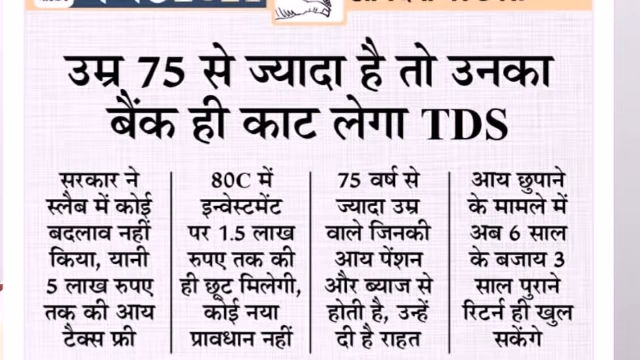 उम्र 75 से ज्यादा है तो उनका
बैंक ही काट लेगा TDS
सरकार ने
स्लैब में कोई
बदलाव नहीं
किया, यानी
5 लाख रुपए
तक की आय
टैक्स फ्री
80C में
इन्वेस्टमेंट
पर 1.5 लाख
रुपए तक की
ही छूट मिलेगी,
कोई नया
प्रावधान नहीं
75 वर्ष से
ज्यादा उम्र
वाले जिनकी
आय पेंशन
और ब्याज से
होती है, उन्हें
दी है राहत
आय छुपाने
के मामले में
अब 6 साल
के बजाय 3
साल पुराने
रिटर्न ही खुल
सकेंगे